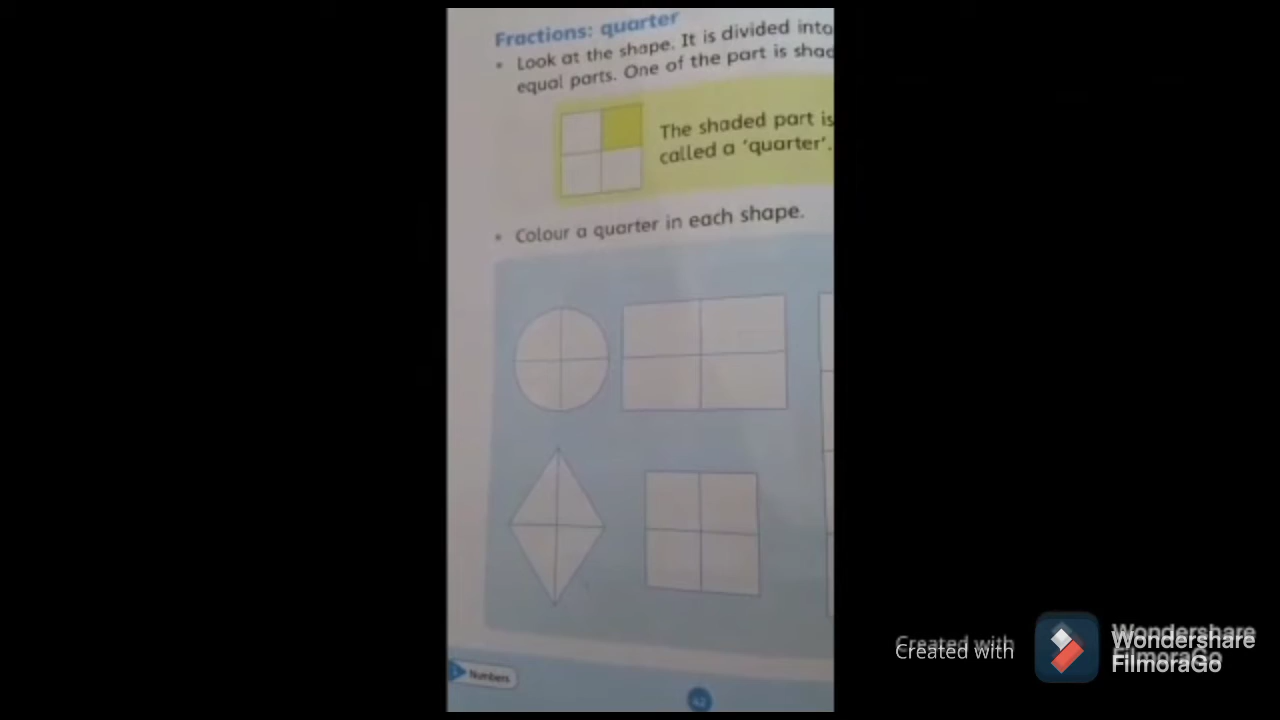 Fractions: quarter
• Look at the shape. It is divided into
equal parts. One of the part is shad
The shaded part is
called a 'quarter'.
• Colour a quarter in each shape.
Numbers
42
Created with
Wondershare
FilmoraGo